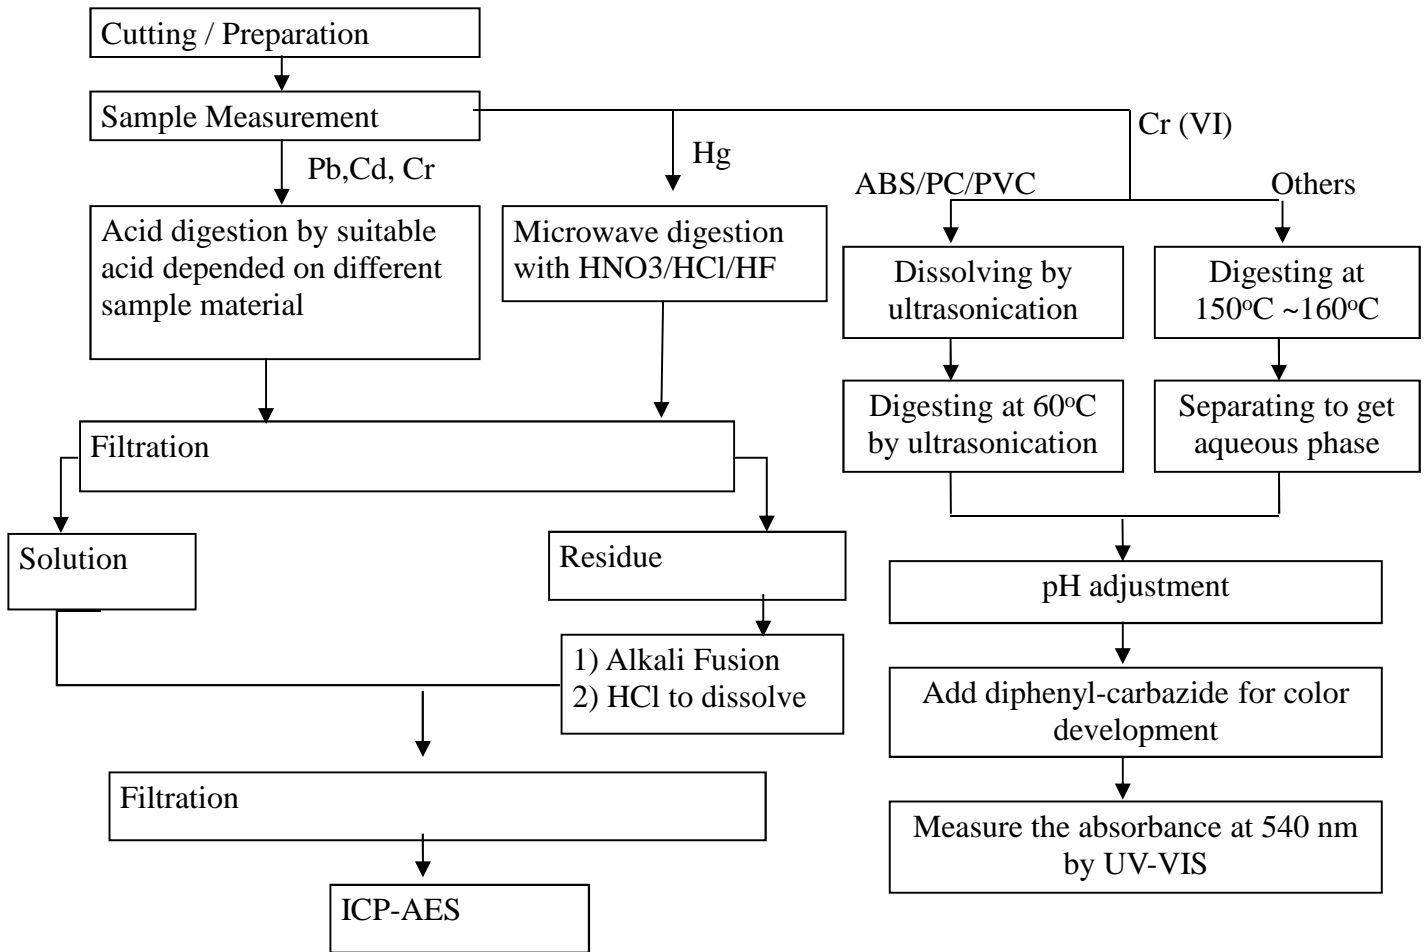 Cutting / Preparation
Sample Measurement
Pb,Cd, Cr
Hg
Cr (VI)
ABS/PC/PVC
Others
Acid digestion by suitable
acid depended on different
sample material
Microwave digestion
with HNO3/HCl/HF
Dissolving by
ultrasonication
Digesting at
150°C ~160°C
Digesting at 60°C
by ultrasonication
Separating to get
aqueous phase
Filtration
Solution
Residue
1) Alkali Fusion
2) HCl to dissolve
Filtration
ICP-AES
pH adjustment
Add diphenyl-carbazide for color
development
Measure the absorbance at 540 nm
by UV-VIS